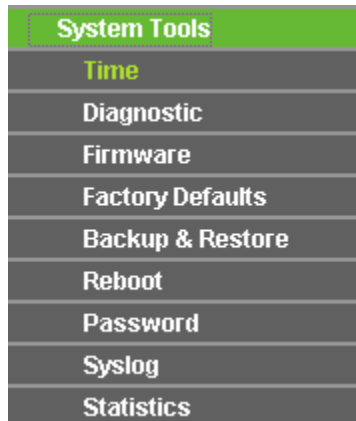 System Tools
Time
Diagnostic
Firmware
Factory Defaults
Backup & Restore
Reboot
Password
Syslog
Statistics